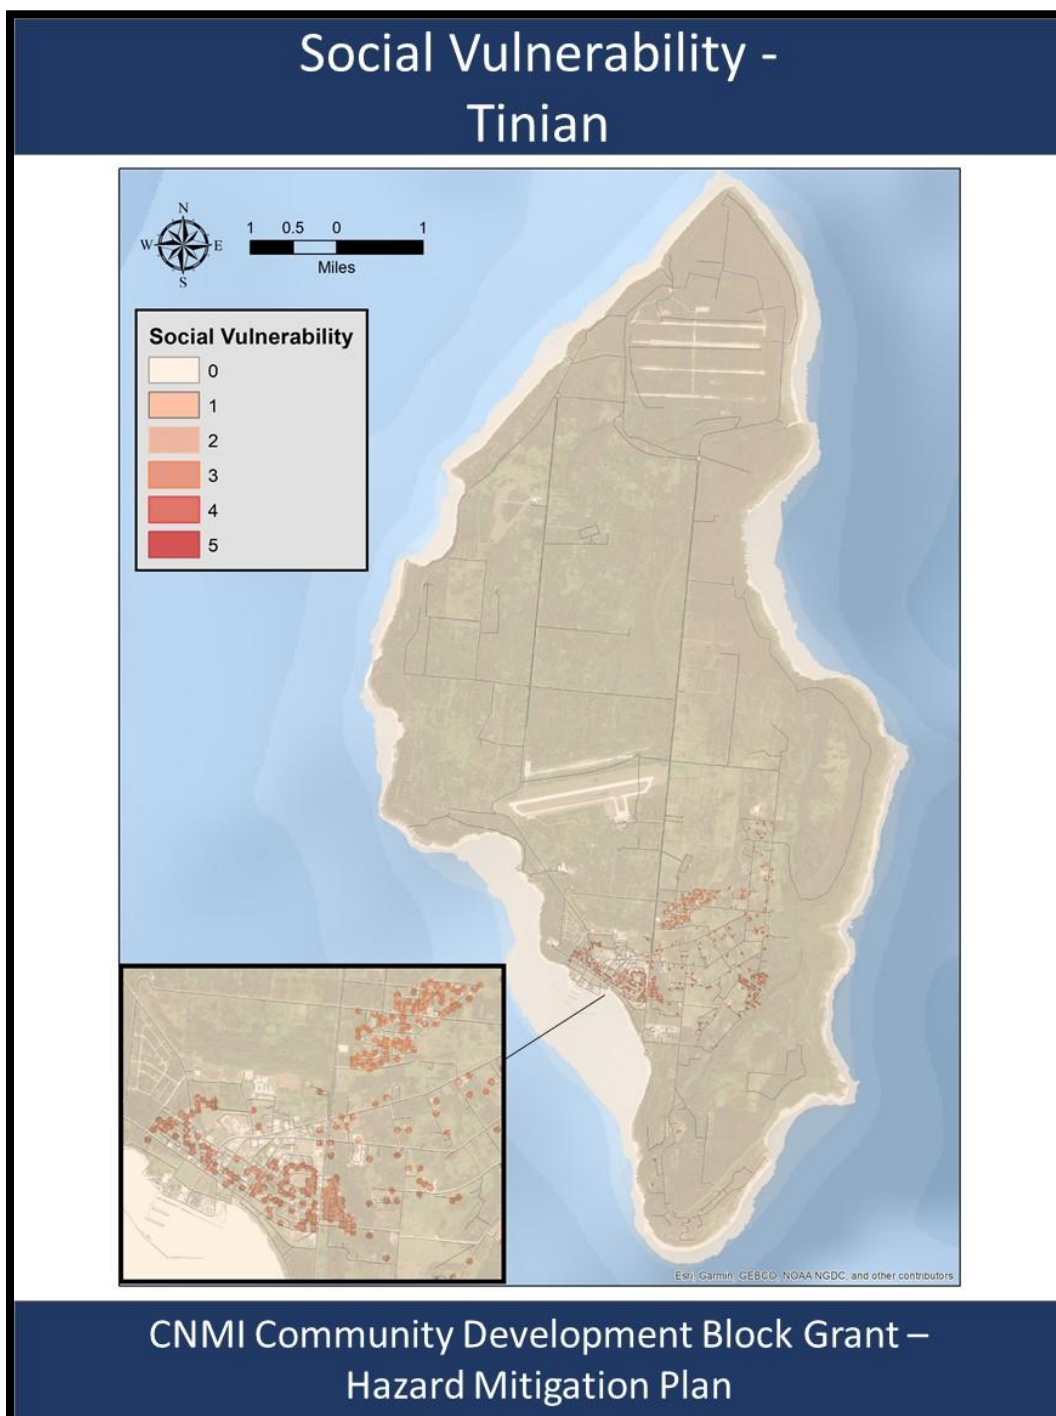 Social Vulnerability -
Tinian
N
W E
S
1 0.5 0 1
Miles
Social Vulnerability
0
1
2
3
4
5
Esri, Garmin, GEBCO, NOAA NGDC, and other contributors
CNMI Community Development Block Grant –
Hazard Mitigation Plan